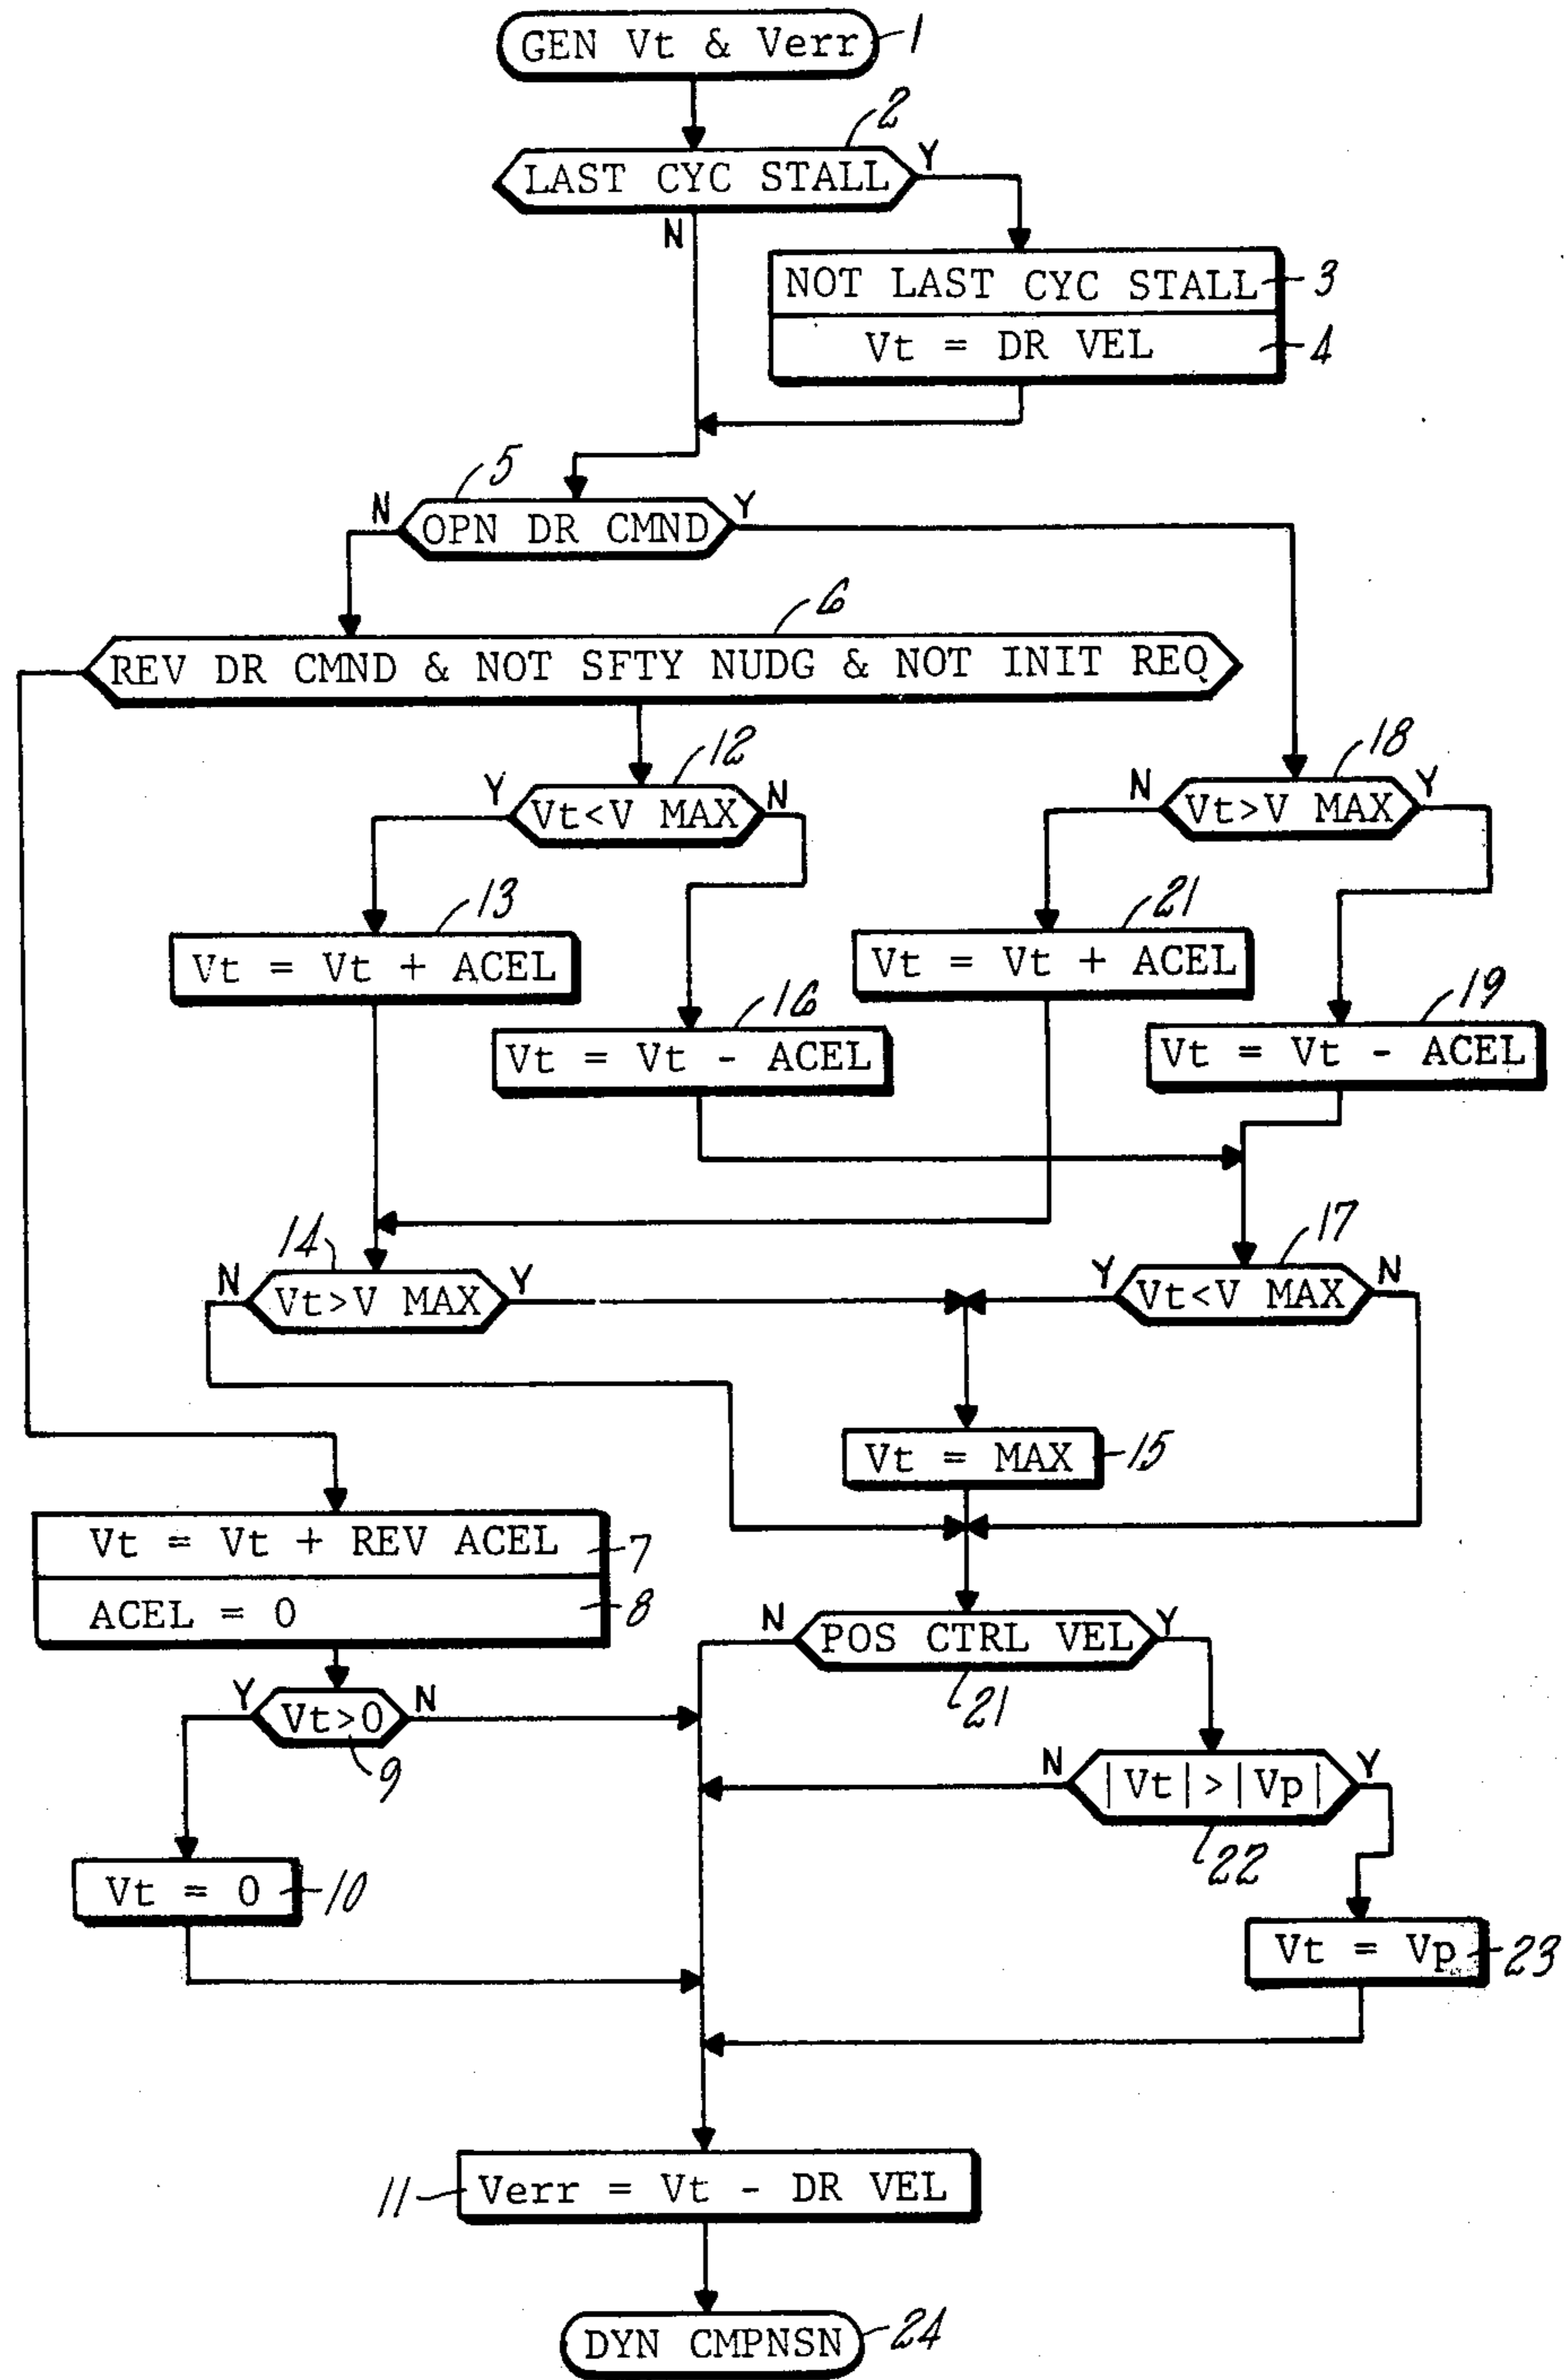 GEN Vt & Verr 1
2
LAST CYC STALL Y
N
NOT LAST CYC STALL 3
Vt = DR VEL 4
5
N OPN DR CMND Y
6
REV DR CMND & NOT SFTY NUDG & NOT INIT REQ
12
Y Vt<V MAX N
18
N Vt>V MAX Y
13
Vt = Vt + ACEL
21
Vt = Vt + ACEL
16
Vt = Vt - ACEL
19
Vt = Vt - ACEL
14
N Vt>V MAX Y
17
Y Vt<V MAX N
Vt = MAX 15
Vt = Vt + REV ACEL 7
ACEL = 0 8
N POS CTRL VEL Y
21
Y Vt>0 N
9
N |Vt|>|Vp| Y
22
Vt = 0 10
Vt = Vp 23
11 Verr = Vt - DR VEL
DYN CMPNSN 24